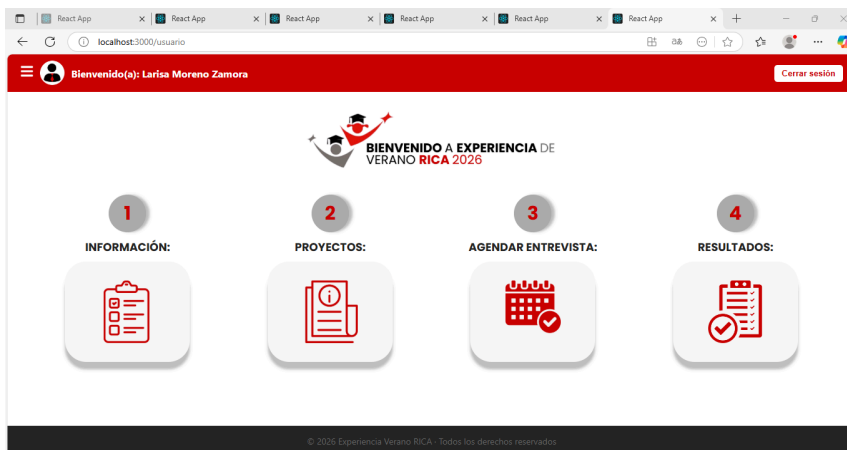 React App
React App
React App
React App
React App
React App
localhost:3000/usuario
Bienvenido(a): Larisa Moreno Zamora
Cerrar sesión
BIENVENIDO A EXPERIENCIA DE
VERANO RICA 2026
1
2
3
4
INFORMACIÓN:
PROYECTOS:
AGENDAR ENTREVISTA:
RESULTADOS:
© 2026 Experiencia Verano RICA · Todos los derechos reservados